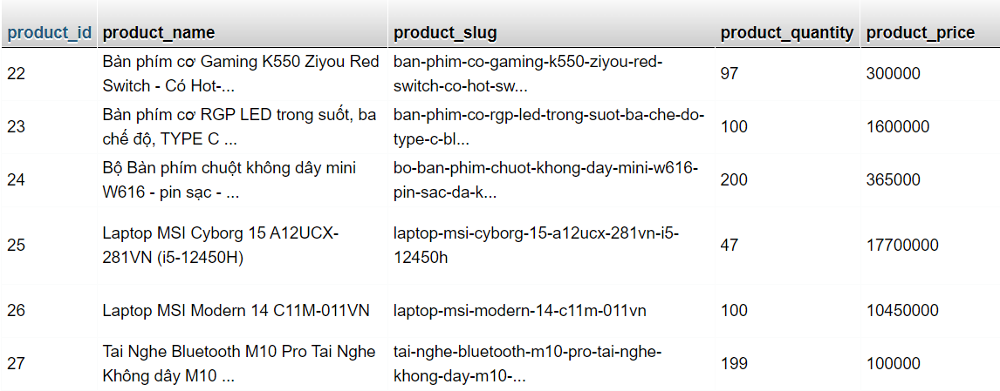 product_id product_name product_slug product_quantity product_price
22 Bàn phím cơ Gaming K550 Ziyou Red Switch - Có Hot-... ban-phim-co-gaming-k550-ziyou-red-switch-co-hot-sw... 97 300000
23 Bàn phím cơ RGP LED trong suốt, ba chế độ, TYPE C ... ban-phim-co-rgp-led-trong-suot-ba-che-do-type-c-bl... 100 1600000
24 Bộ Bàn phím chuột không dây mini W616 - pin sạc - ... bo-ban-phim-chuot-khong-day-mini-w616-pin-sac-da-k... 200 365000
25 Laptop MSI Cyborg 15 A12UCX-281VN (i5-12450H) laptop-msi-cyborg-15-a12ucx-281vn-i5-12450h 47 17700000
26 Laptop MSI Modern 14 C11M-011VN laptop-msi-modern-14-c11m-011vn 100 10450000
27 Tai Nghe Bluetooth M10 Pro Tai Nghe Không dây M10 ... tai-nghe-bluetooth-m10-pro-tai-nghe-khong-day-m10-... 199 100000